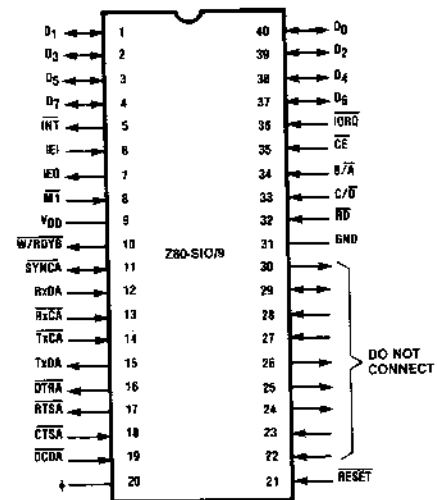 D1 1 40 D0
D3 2 39 D2
D5 3 38 D4
D7 4 37 D6
INT 5 36 IORQ
IEI 6 35 CE
IEO 7 34 B/A
M1 8 33 C/D
VDD 9 32 RD
W/RDYB 10 31 GND
SYNCA 11 Z80-SIO/9 30
RxDA 12 29
RxCA 13 28
TxCA 14 27
TxDA 15 26
DTRA 16 25
RTSA 17 24
CTSA 18 23
DCDA 19 22
ϕ 20 21 RESET
DO NOT
CONNECT